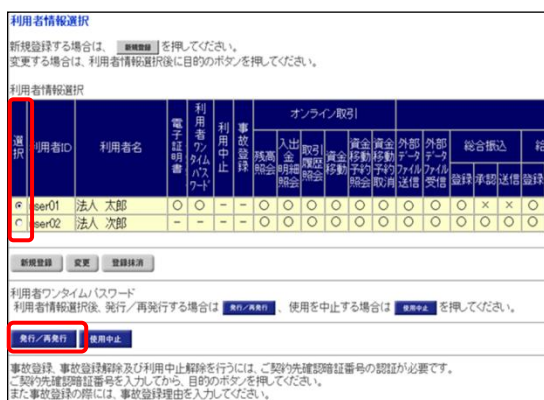 利用者情報選択
新規登録する場合は、 新規登録 を押してください。
変更する場合は、利用者情報選択後に目的のボタンを押してください。
利用者情報選択
選択 利用者ID 利用者名 電子証明書 利用者ワンタイムパスワード 利用中止 事故登録 オンライン取引 総合振込 給
残高照会 入出金明細照会 取引履歴照会 資金移動 資金移動予約照会 資金移動予約取消 外部データファイル送信 外部データファイル受信 登録 承認 送信 登録
user01 法人 太郎 ○ ○ - - ○ ○ ○ ○ ○ ○ ○ ○ ○ × × ○
user02 法人 次郎 - - - - ○ ○ ○ ○ ○ ○ ○ ○ ○ ○ ○ ○
新規登録 変更 登録抹消
利用者ワンタイムパスワード
利用者情報選択後、発行/再発行する場合は 発行/再発行 、使用を中止する場合は 使用中止 を押してください。
発行/再発行 使用中止
事故登録、事故登録解除及び利用中止解除を行うには、ご契約先確認暗証番号の認証が必要です。
ご契約先確認暗証番号を入力してから、目的のボタンを押してください。
また事故登録の際には、事故登録理由を入力してください。